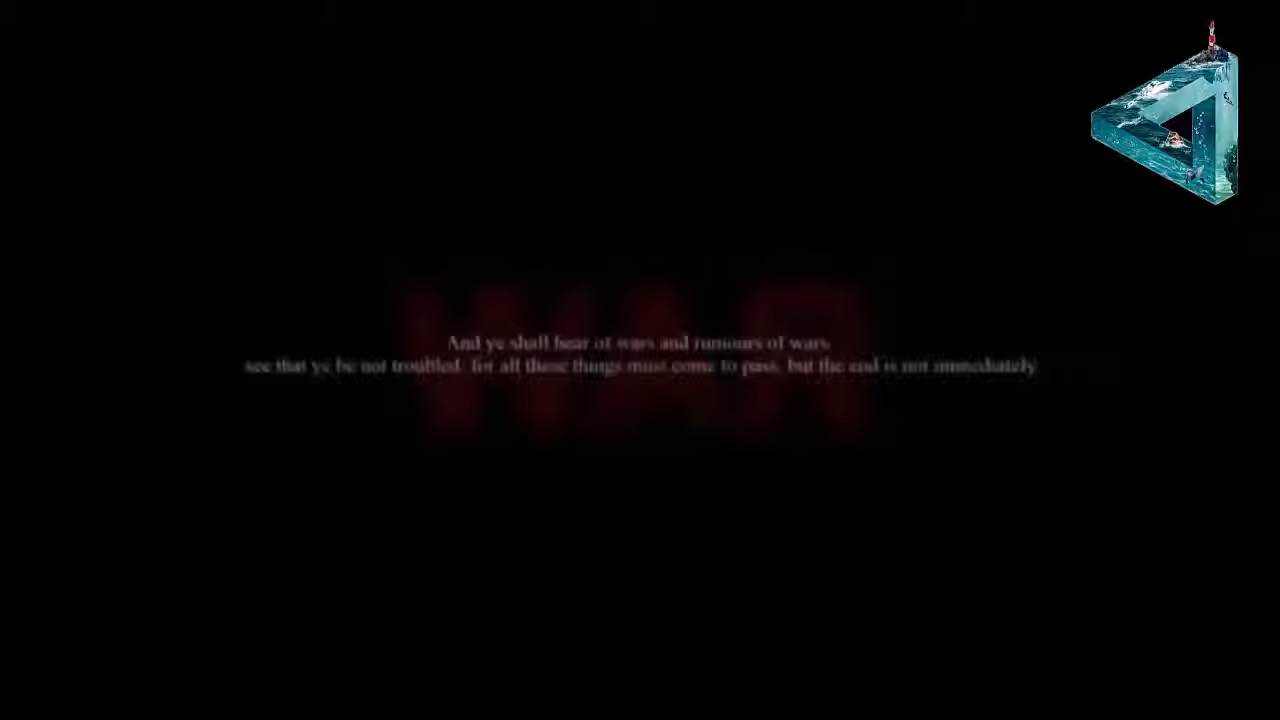 WAR
And ye shall hear of wars and rumours of wars
see that ye be not troubled for all these things must come to pass, but the end is not immediately